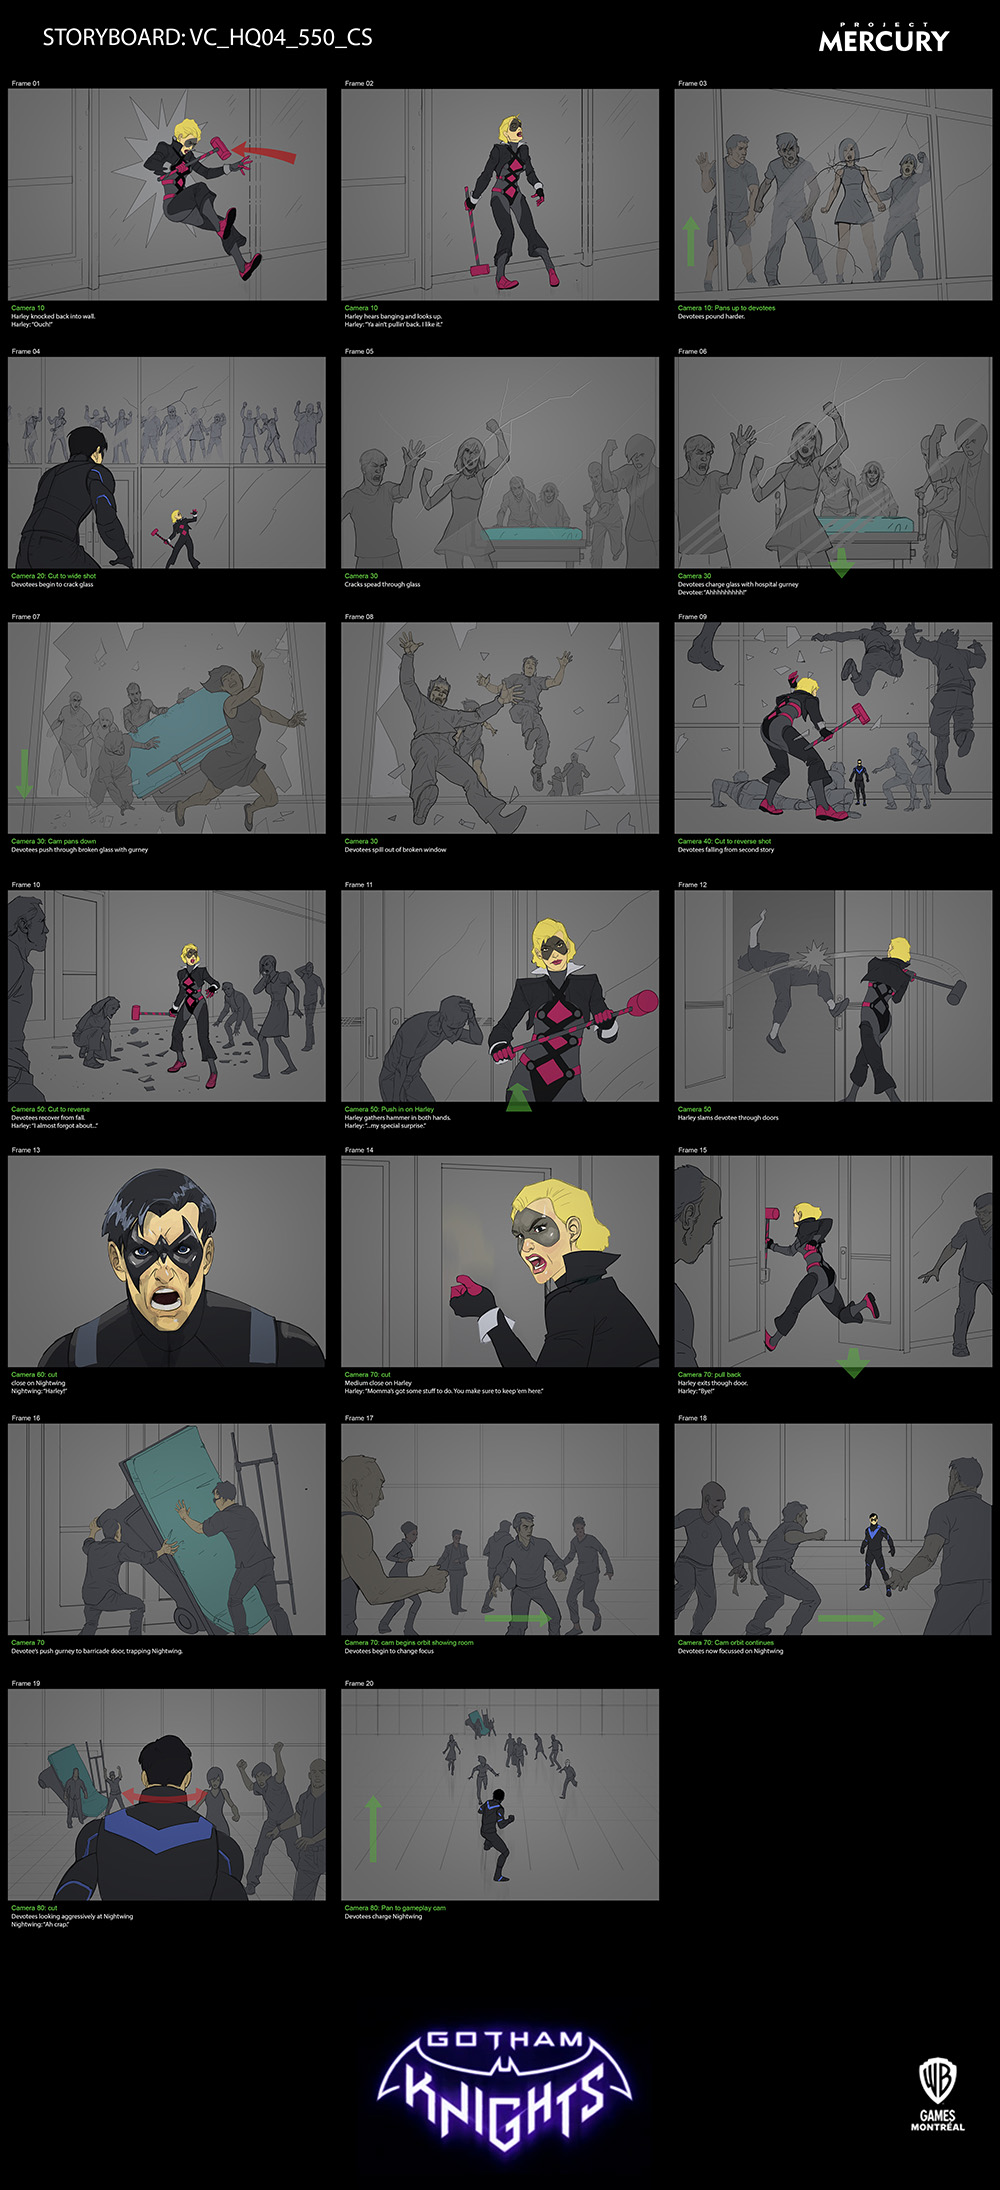 STORYBOARD: VC_HQ04_550_CS
PROJECT
MERCURY
Frame 01
Camera 10
Harley knocked back into wall.
Harley: "Ouch!"
Frame 02
Camera 10
Harley hears banging and looks up.
Harley: "Ya ain't pullin' back. I like it."
Frame 03
Camera 10: Pans up to devotees
Devotees pound harder.
Frame 04
Camera 20: Cut to wide shot
Devotees begin to crack glass
Frame 05
Camera 30
Cracks spead through glass
Frame 06
Camera 30
Devotees charge glass with hospital gurney
Devotee: "Ahhhhhhhhh!"
Frame 07
Camera 30: Cam pans down
Devotees push through broken glass with gurney
Frame 08
Camera 30
Devotees spill out of broken window
Frame 09
Camera 40: Cut to reverse shot
Devotees falling from second story
Frame 10
Camera 50: Cut to reverse
Devotees recover from fall.
Harley: "I almost forgot about..."
Frame 11
Camera 50: Push in on Harley
Harley gathers hammer in both hands.
Harley: "...my special surprise."
Frame 12
Camera 50
Harley slams devotee through doors
Frame 13
Camera 60: cut
close on Nightwing
Nightwing: "Harley!"
Frame 14
Camera 70: cut
Medium close on Harley
Harley: "Momma's got some stuff to do. You make sure to keep 'em here."
Frame 15
Camera 70: pull back
Harley exits though door.
Harley: "Bye!"
Frame 16
Camera 70
Devotee's push gurney to barricade door, trapping Nightwing.
Frame 17
Camera 70: cam begins orbit showing room
Devotees begin to change focus
Frame 18
Camera 70: Cam orbit continues
Devotees now focussed on Nightwing
Frame 19
Camera 80: cut
Devotees looking aggressively at Nightwing
Nightwing: "Ah crap."
Frame 20
Camera 80: Pan to gameplay cam
Devotees charge Nightwing
GOTHAM
KNIGHTS
WB
GAMES
MONTRÉAL